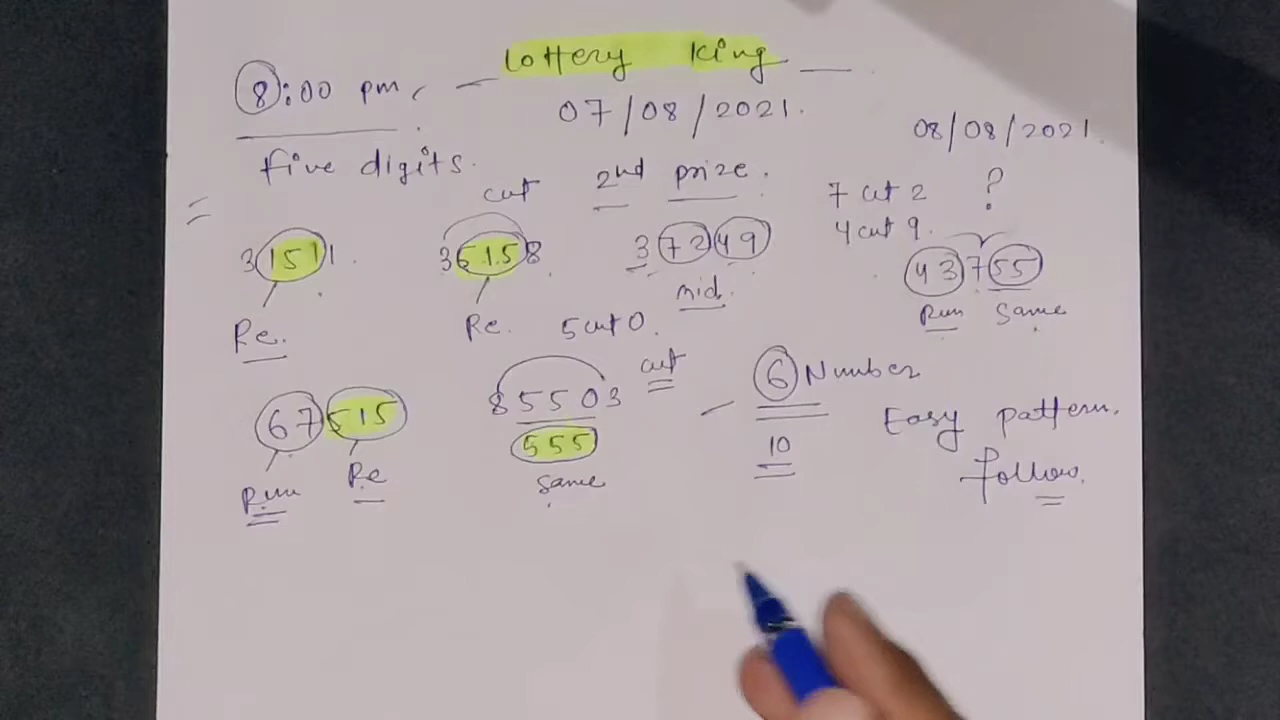 Lottery King
8:00 pm,
07/08/2021.
08/08/2021.
five digits.
cut
2nd prize.
7 cut 2
?
4 cut 9.
31511.
36158
37249
43755
mid.
Run
Same
Re.
Re.
5 cut 0.
cut
6 Number
67515
85503
Easy pattern.
555
10
follow.
Run
Re
Same